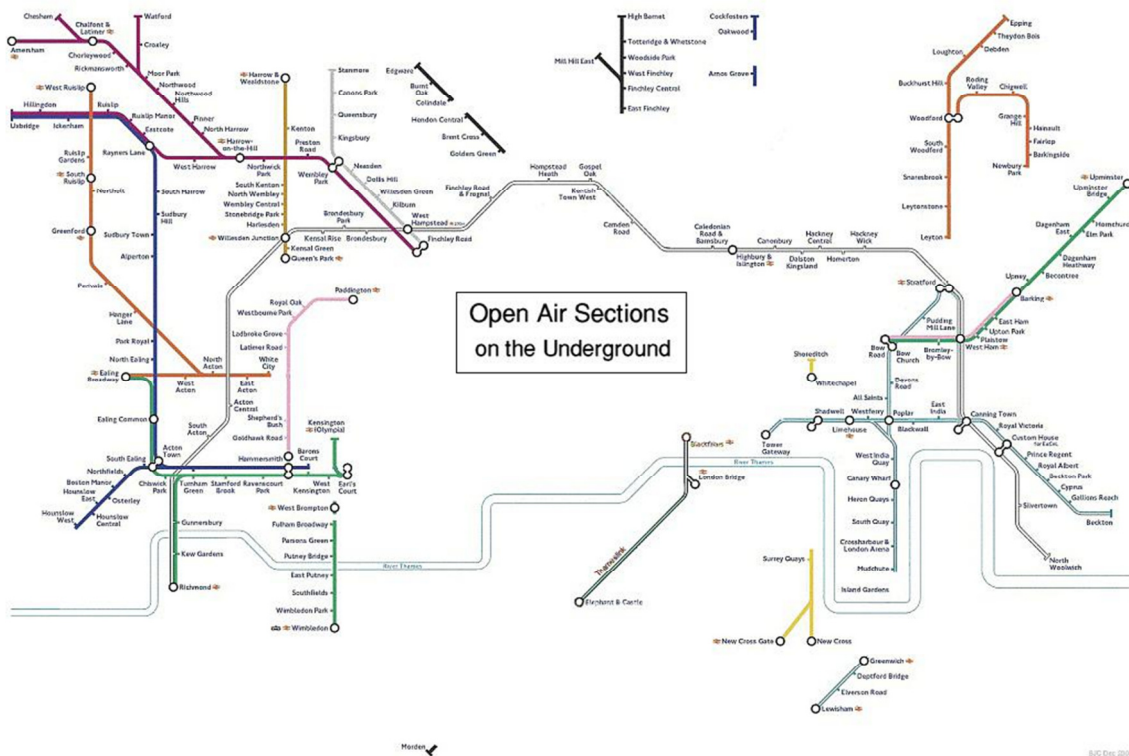 Chesham
Chalfont &
Latimer
Watford
Amersham
Croxley
Chorleywood
Rickmansworth
Moor Park
Northwood
Northwood
Hills
West Ruislip
Hillingdon
Ruislip
Ruislip Manor
Pinner
Uxbridge
Ickenham
Eastcote
North Harrow
Rayners Lane
Harrow-
on-the-Hill
West Harrow
Northwick
Park
Preston
Road
Wembley
Park
Ruislip
Gardens
South
Ruislip
Northolt
Greenford
Perivale
Hanger
Lane
South Harrow
Sudbury
Hill
Sudbury Town
Alperton
Park Royal
North Ealing
Ealing
Broadway
West
Acton
North
Acton
East
Acton
White
City
Harrow &
Wealdstone
Kenton
South Kenton
North Wembley
Wembley Central
Stonebridge Park
Harlesden
Willesden Junction
Kensal Green
Queen's Park
Stanmore
Canons Park
Queensbury
Kingsbury
Neasden
Dollis Hill
Willesden Green
Kilburn
West
Hampstead
Finchley Road
Edgware
Burnt
Oak
Colindale
Hendon Central
Brent Cross
Golders Green
Kensal Rise
Brondesbury
Park
Brondesbury
Finchley Road
& Frognal
Hampstead
Heath
Gospel
Oak
Kentish
Town West
Camden
Road
Caledonian
Road &
Barnsbury
Highbury &
Islington
Canonbury
Dalston
Kingsland
Hackney
Central
Homerton
Hackney
Wick
High Barnet
Totteridge & Whetstone
Woodside Park
Mill Hill East
West Finchley
Finchley Central
East Finchley
Cockfosters
Oakwood
Arnos Grove
Epping
Theydon Bois
Debden
Loughton
Buckhurst Hill
Roding
Valley
Chigwell
Woodford
Grange
Hill
Hainault
Fairlop
Barkingside
Newbury
Park
South
Woodford
Snaresbrook
Leytonstone
Leyton
Upminster
Upminster
Bridge
Hornchurch
Elm Park
Dagenham
East
Dagenham
Heathway
Becontree
Upney
Barking
East Ham
Upton Park
Plaistow
West Ham
Stratford
Pudding
Mill Lane
Bow
Road
Bow
Church
Bromley-
by-Bow
Devons
Road
All Saints
Open Air Sections
on the Underground
Royal Oak
Westbourne Park
Paddington
Ladbroke Grove
Latimer Road
Shepherd's
Bush
Goldhawk Road
Hammersmith
Kensington
(Olympia)
Barons
Court
Ealing Common
Acton
Central
South
Acton
Acton
Town
South Ealing
Northfields
Boston Manor
Hounslow
East
Osterley
Hounslow
West
Hounslow
Central
Chiswick
Park
Turnham
Green
Stamford
Brook
Ravenscourt
Park
West
Kensington
Earl's
Court
Gunnersbury
Kew Gardens
Richmond
West Brompton
Fulham Broadway
Parsons Green
Putney Bridge
East Putney
Southfields
Wimbledon Park
Wimbledon
River Thames
River Thames
Blackfriars
London Bridge
Thameslink
Elephant & Castle
Shoreditch
Whitechapel
Shadwell
Tower
Gateway
Limehouse
Westferry
Poplar
Blackwall
East
India
Canning Town
Royal Victoria
Custom House
for ExCeL
Prince Regent
Royal Albert
Beckton Park
Cyprus
Gallions Reach
Beckton
Silvertown
North
Woolwich
West India
Quay
Canary Wharf
Heron Quays
South Quay
Crossharbour &
London Arena
Mudchute
Island Gardens
Surrey Quays
New Cross Gate
New Cross
Greenwich
Deptford Bridge
Elverson Road
Lewisham
Morden